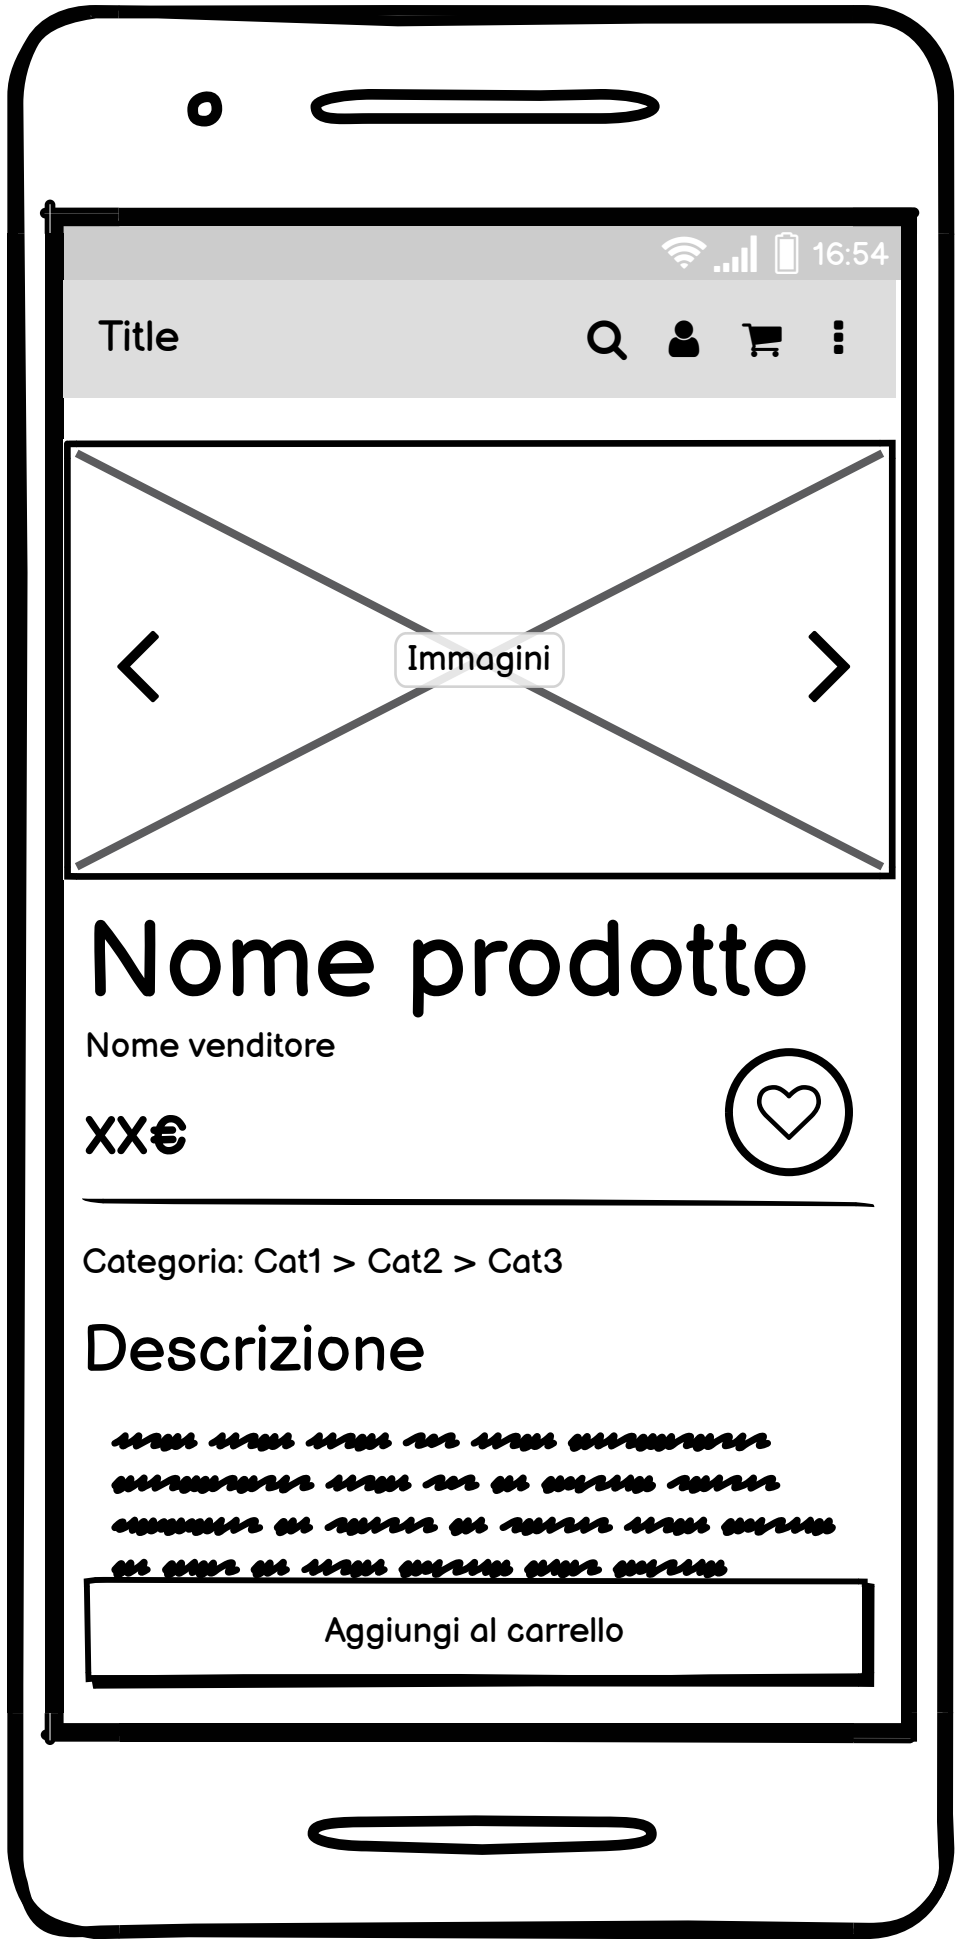 16:54
Title
Immagini
Nome prodotto
Nome venditore
XX€
Categoria: Cat1 > Cat2 > Cat3
Descrizione
Aggiungi al carrello